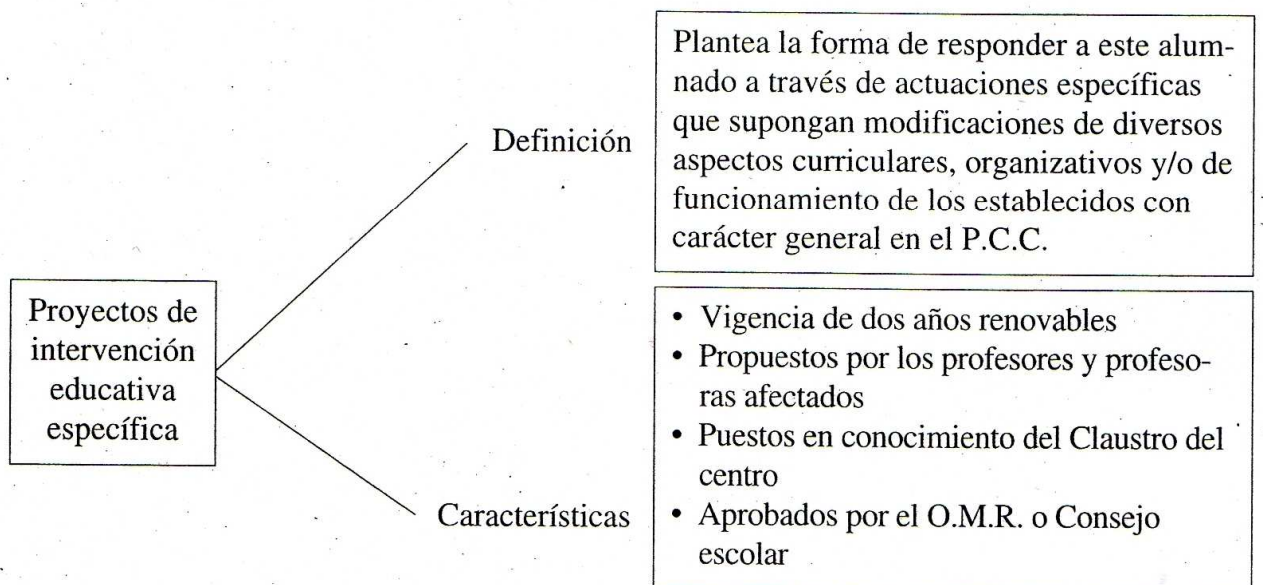 Proyectos de
intervención
educativa
específica
Definición
Plantea la forma de responder a este alum-
nado a través de actuaciones específicas
que supongan modificaciones de diversos
aspectos curriculares, organizativos y/o de
funcionamiento de los establecidos con
carácter general en el P.C.C.
Características
• Vigencia de dos años renovables
• Propuestos por los profesores y profeso-
ras afectados
• Puestos en conocimiento del Claustro del
centro
• Aprobados por el O.M.R. o Consejo
escolar